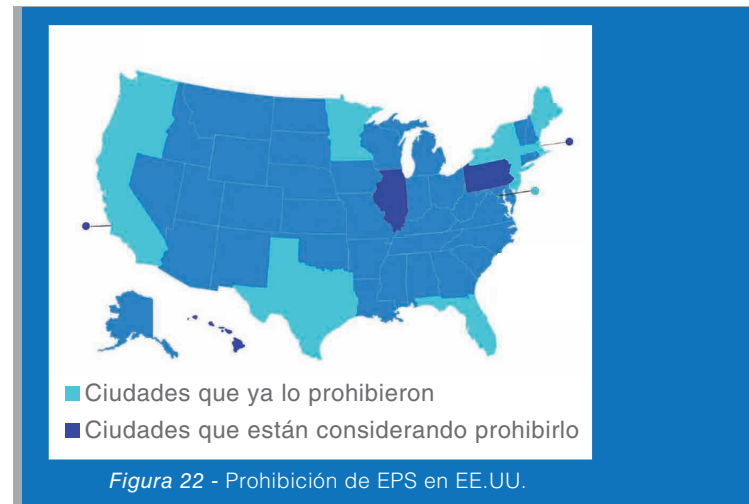 Ciudades que ya lo prohibieron
Ciudades que están considerando prohibirlo
Figura 22 - Prohibición de EPS en EE.UU.